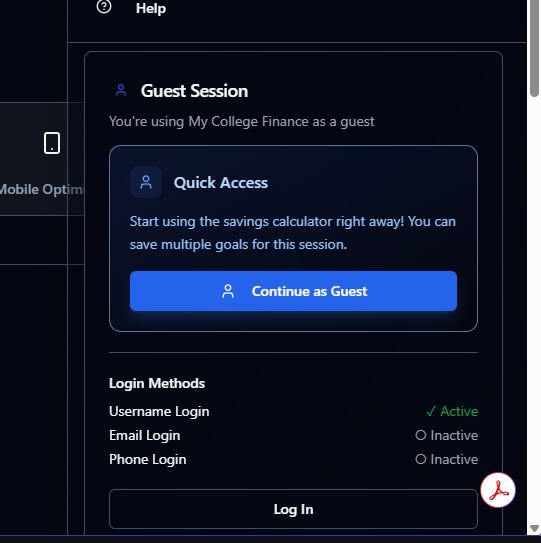 Help
Guest Session
You're using My College Finance as a guest
Mobile Optim
Quick Access
Start using the savings calculator right away! You can
save multiple goals for this session.
Continue as Guest
Login Methods
Username Login ✓ Active
Email Login ○ Inactive
Phone Login ○ Inactive
Log In